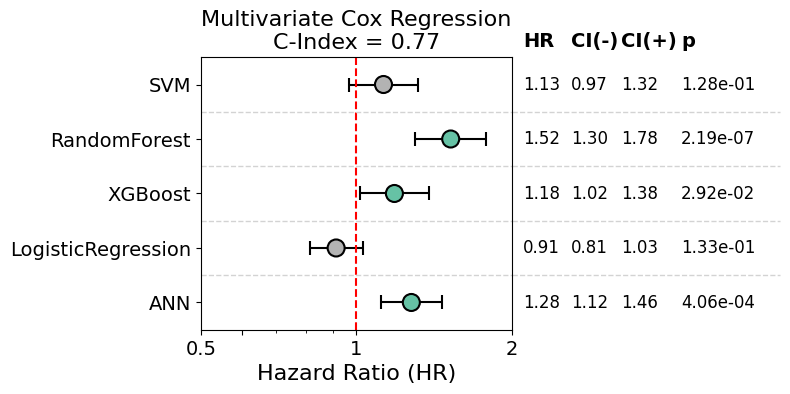 Multivariate Cox Regression
C-Index = 0.77
HR CI(-) CI(+) p
SVM 1.13 0.97 1.32 1.28e-01
RandomForest 1.52 1.30 1.78 2.19e-07
XGBoost 1.18 1.02 1.38 2.92e-02
LogisticRegression 0.91 0.81 1.03 1.33e-01
ANN 1.28 1.12 1.46 4.06e-04
0.5 1 2
Hazard Ratio (HR)